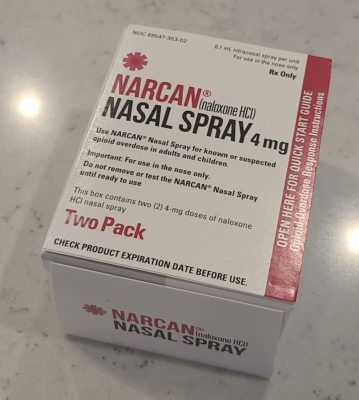 NDC 69547-353-02
0.1 mL intranasal spray per unit
For use in the nose only
Rx Only
NARCAN® (naloxone HCl)
NASAL SPRAY 4 mg
Use NARCAN® Nasal Spray for known or suspected
opioid overdose in adults and children.
Important: For use in the nose only.
Do not remove or test the NARCAN® Nasal Spray
until ready to use
This box contains two (2) 4-mg doses of naloxone
HCl nasal spray
Two Pack
CHECK PRODUCT EXPIRATION DATE BEFORE USE.
OPEN HERE FOR QUICK START GUIDE
Opioid Overdose Response Instructions
NARCAN® (naloxone HCl)
NASAL SPRAY